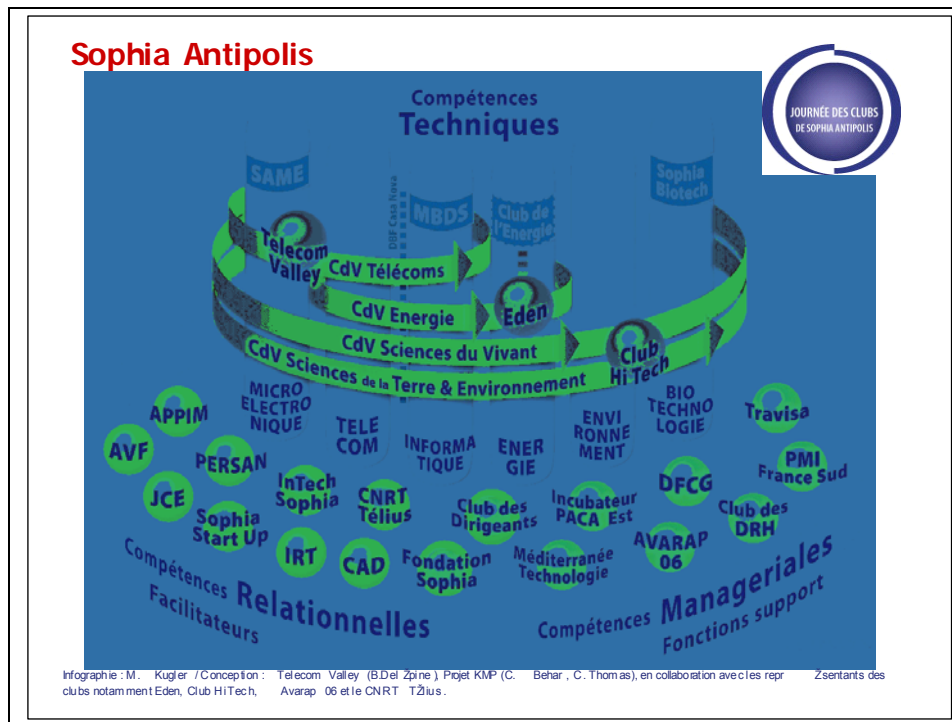 Sophia Antipolis
JOURNÉE DES CLUBS
DE SOPHIA ANTIPOLIS
Compétences
Techniques
SAME
DBF Casa Nova
MBDS
Club de
l'Energie
Sophia
Biotech
Telecom
Valley
CdV Télécoms
CdV Energie
Eden
CdV Sciences du Vivant
Club
Hi Tech
CdV Sciences de la Terre & Environnement
MICRO
ELECTRO
NIQUE
TELE
COM
INFORMA
TIQUE
ENER
GIE
ENVI
RONNE
MENT
BIO
TECHNO
LOGIE
APPIM
AVF
PERSAN
JCE
InTech
Sophia
Sophia
Start Up
CNRT
Télius
IRT
CAD
Club des
Dirigeants
Fondation
Sophia
Incubateur
PACA Est
Méditerranée
Technologie
DFCG
AVARAP
06
Club des
DRH
Travisa
PMI
France Sud
Compétences Relationnelles
Facilitateurs
Compétences Manageriales
Fonctions support
Infographie : M. Kugler / Conception : Telecom Valley (B.Del Žpine ), Projet KMP (C. Behar , C. Thomas), en collaboration avec les repr Žsentants des
clubs notamment Eden, Club HiTech, Avarap 06 et le CNRT TŽlius .